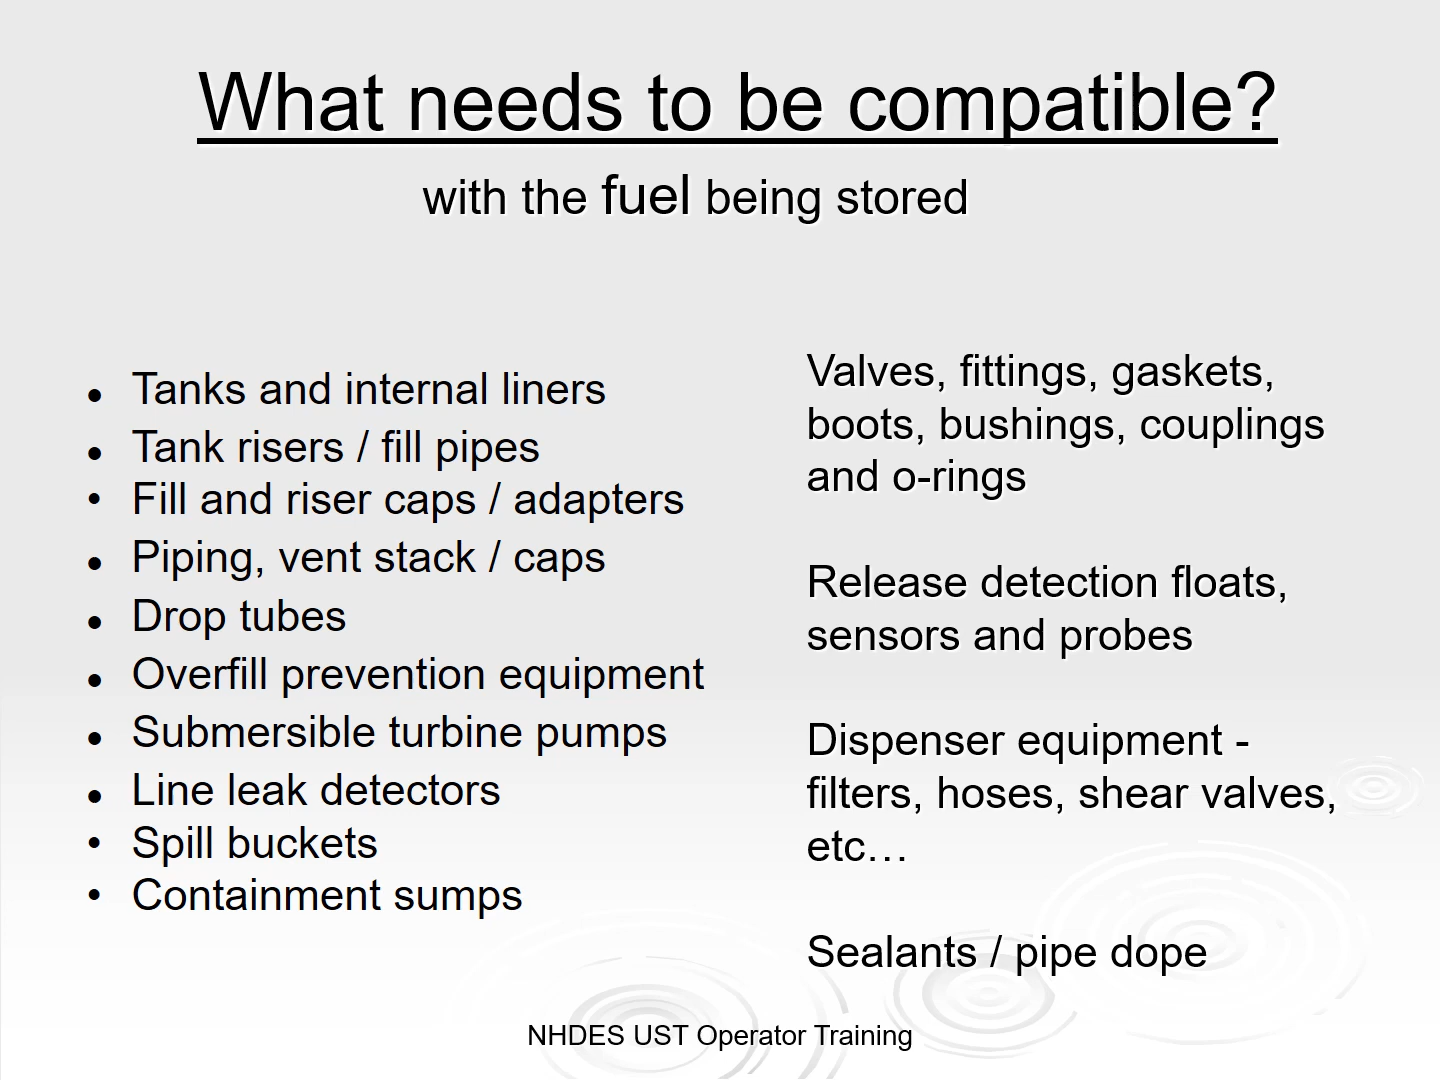 What needs to be compatible?
with the fuel being stored
● Tanks and internal liners
● Tank risers / fill pipes
• Fill and riser caps / adapters
● Piping, vent stack / caps
● Drop tubes
● Overfill prevention equipment
● Submersible turbine pumps
● Line leak detectors
• Spill buckets
• Containment sumps
Valves, fittings, gaskets,
boots, bushings, couplings
and o-rings
Release detection floats,
sensors and probes
Dispenser equipment -
filters, hoses, shear valves,
etc…
Sealants / pipe dope
NHDES UST Operator Training